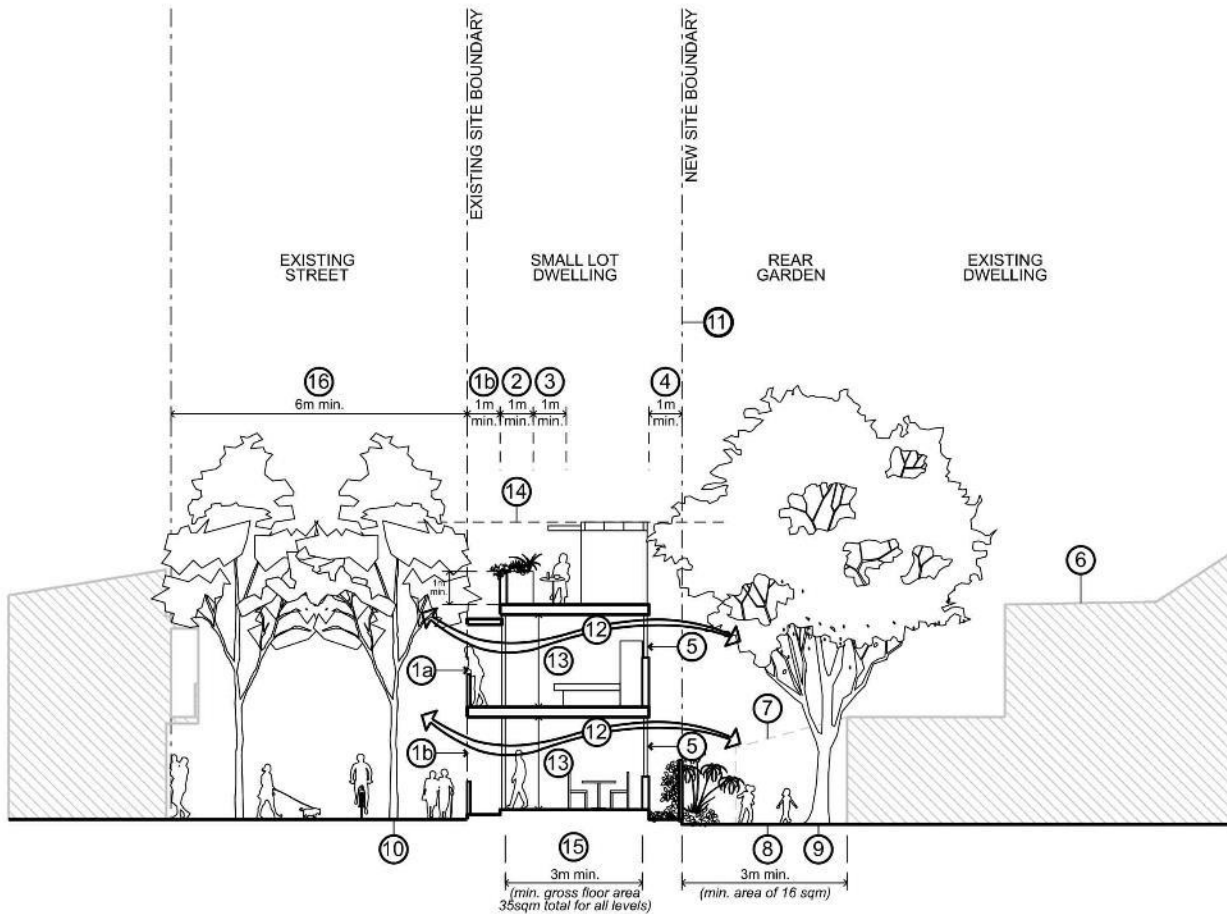 EXISTING SITE BOUNDARY
NEW SITE BOUNDARY
EXISTING
STREET
SMALL LOT
DWELLING
REAR
GARDEN
EXISTING
DWELLING
11
16
1b
2
3
4
6m min.
1m
min.
1m
min.
1m
min.
1m
min.
14
1m
min.
6
12
5
1a
13
7
12
1b
13
5
10
15
8
9
3m min.
3m min.
(min. gross floor area
35sqm total for all levels)
(min. area of 16 sqm)